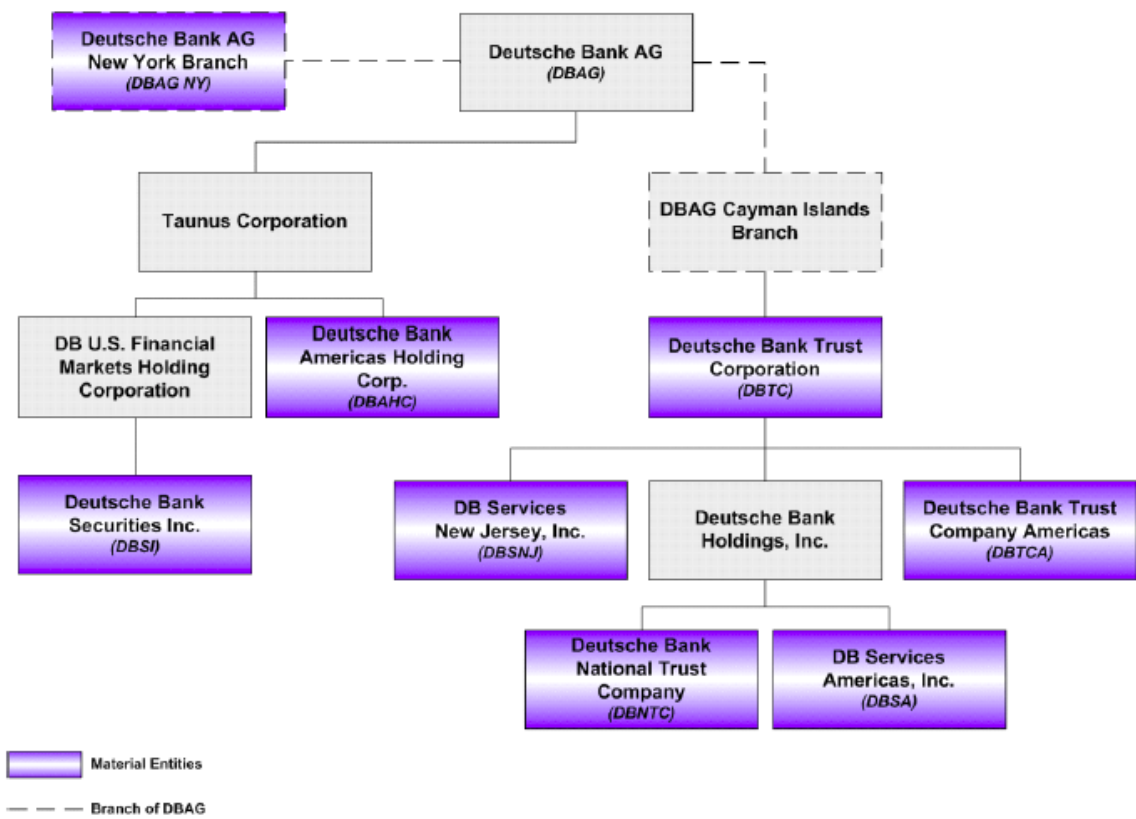 Deutsche Bank AG
New York Branch
(DBAG NY)
Deutsche Bank AG
(DBAG)
Taunus Corporation
DBAG Cayman Islands
Branch
DB U.S. Financial
Markets Holding
Corporation
Deutsche Bank
Americas Holding
Corp.
(DBAHC)
Deutsche Bank Trust
Corporation
(DBTC)
Deutsche Bank
Securities Inc.
(DBSI)
DB Services
New Jersey, Inc.
(DBSNJ)
Deutsche Bank
Holdings, Inc.
Deutsche Bank Trust
Company Americas
(DBTCA)
Deutsche Bank
National Trust
Company
(DBNTC)
DB Services
Americas, Inc.
(DBSA)
Material Entities
Branch of DBAG